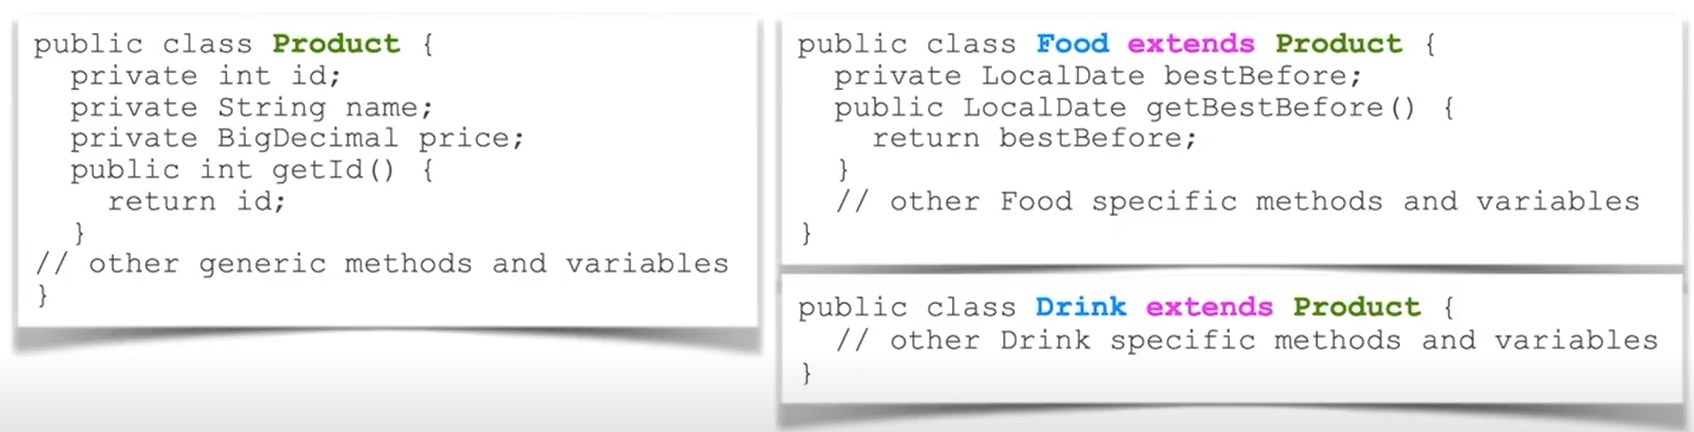 public class Product {
  private int id;
  private String name;
  private BigDecimal price;
  public int getId() {
    return id;
  }
// other generic methods and variables
}
public class Food extends Product {
  private LocalDate bestBefore;
  public LocalDate getBestBefore() {
    return bestBefore;
  }
  // other Food specific methods and variables
}
public class Drink extends Product {
  // other Drink specific methods and variables
}